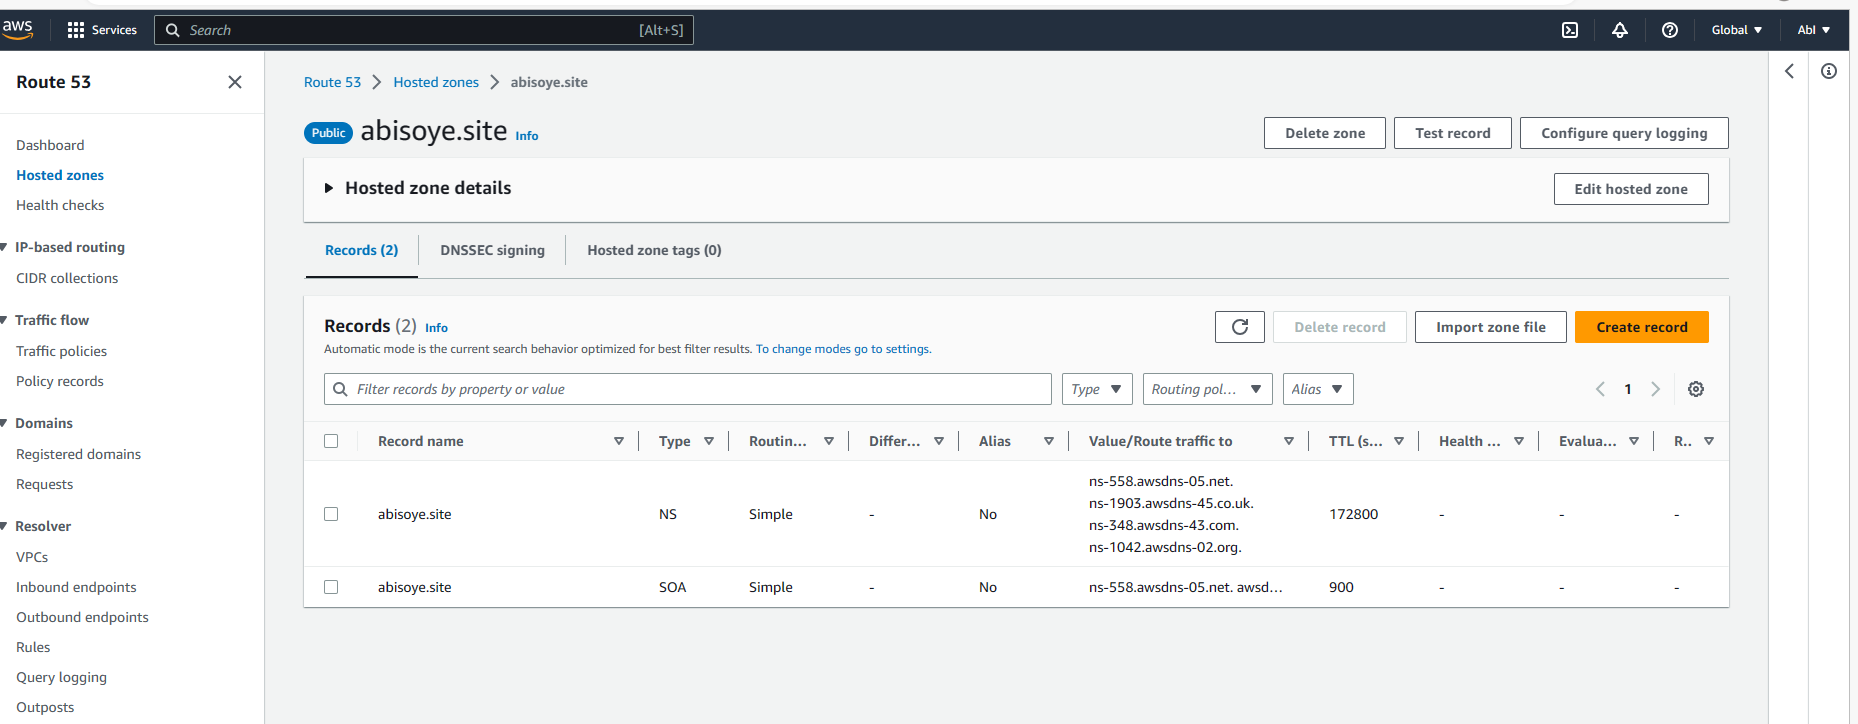 aws
Services
Search
[Alt+S]
Global
AbI
Route 53
Dashboard
Hosted zones
Health checks
IP-based routing
CIDR collections
Traffic flow
Traffic policies
Policy records
Domains
Registered domains
Requests
Resolver
VPCs
Inbound endpoints
Outbound endpoints
Rules
Query logging
Outposts
Route 53 > Hosted zones > abisoye.site
Public abisoye.site Info
Delete zone
Test record
Configure query logging
Hosted zone details
Edit hosted zone
Records (2)
DNSSEC signing
Hosted zone tags (0)
Records (2) Info
Automatic mode is the current search behavior optimized for best filter results. To change modes go to settings.
Delete record
Import zone file
Create record
Filter records by property or value
Type
Routing pol...
Alias
1
Record name Type Routin... Differ... Alias Value/Route traffic to TTL (s... Health ... Evalua... R..
abisoye.site NS Simple - No ns-558.awsdns-05.net. 172800 - - -
ns-1903.awsdns-45.co.uk.
ns-348.awsdns-43.com.
ns-1042.awsdns-02.org.
abisoye.site SOA Simple - No ns-558.awsdns-05.net. awsd... 900 - - -